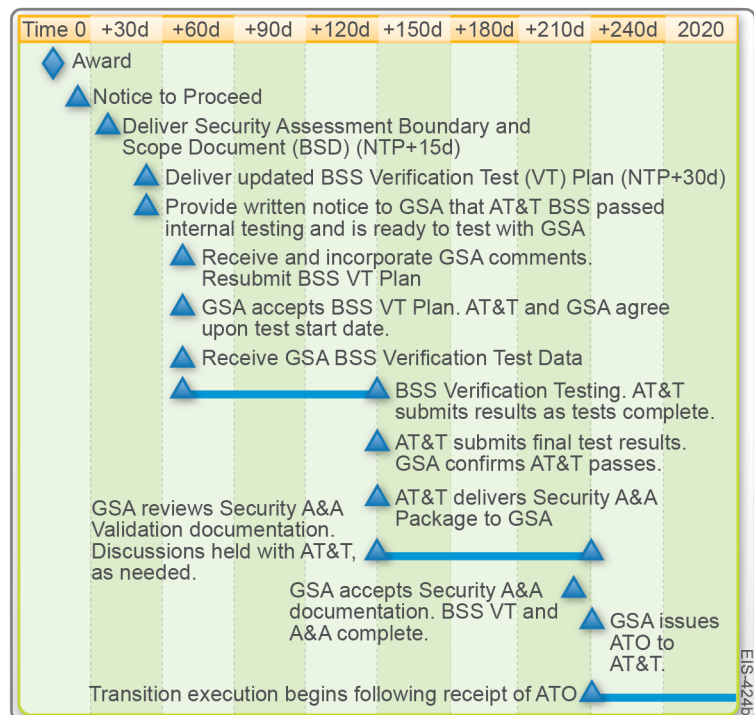 Time 0 +30d +60d +90d +120d +150d +180d +210d +240d 2020
Award
Notice to Proceed
Deliver Security Assessment Boundary and
Scope Document (BSD) (NTP+15d)
Deliver updated BSS Verification Test (VT) Plan (NTP+30d)
Provide written notice to GSA that AT&T BSS passed
internal testing and is ready to test with GSA
Receive and incorporate GSA comments.
Resubmit BSS VT Plan
GSA accepts BSS VT Plan. AT&T and GSA agree
upon test start date.
Receive GSA BSS Verification Test Data
BSS Verification Testing. AT&T
submits results as tests complete.
AT&T submits final test results.
GSA confirms AT&T passes.
AT&T delivers Security A&A
Package to GSA
GSA reviews Security A&A
Validation documentation.
Discussions held with AT&T,
as needed.
GSA accepts Security A&A
documentation. BSS VT and
A&A complete.
GSA issues
ATO to
AT&T.
Transition execution begins following receipt of ATO
EIS-424b